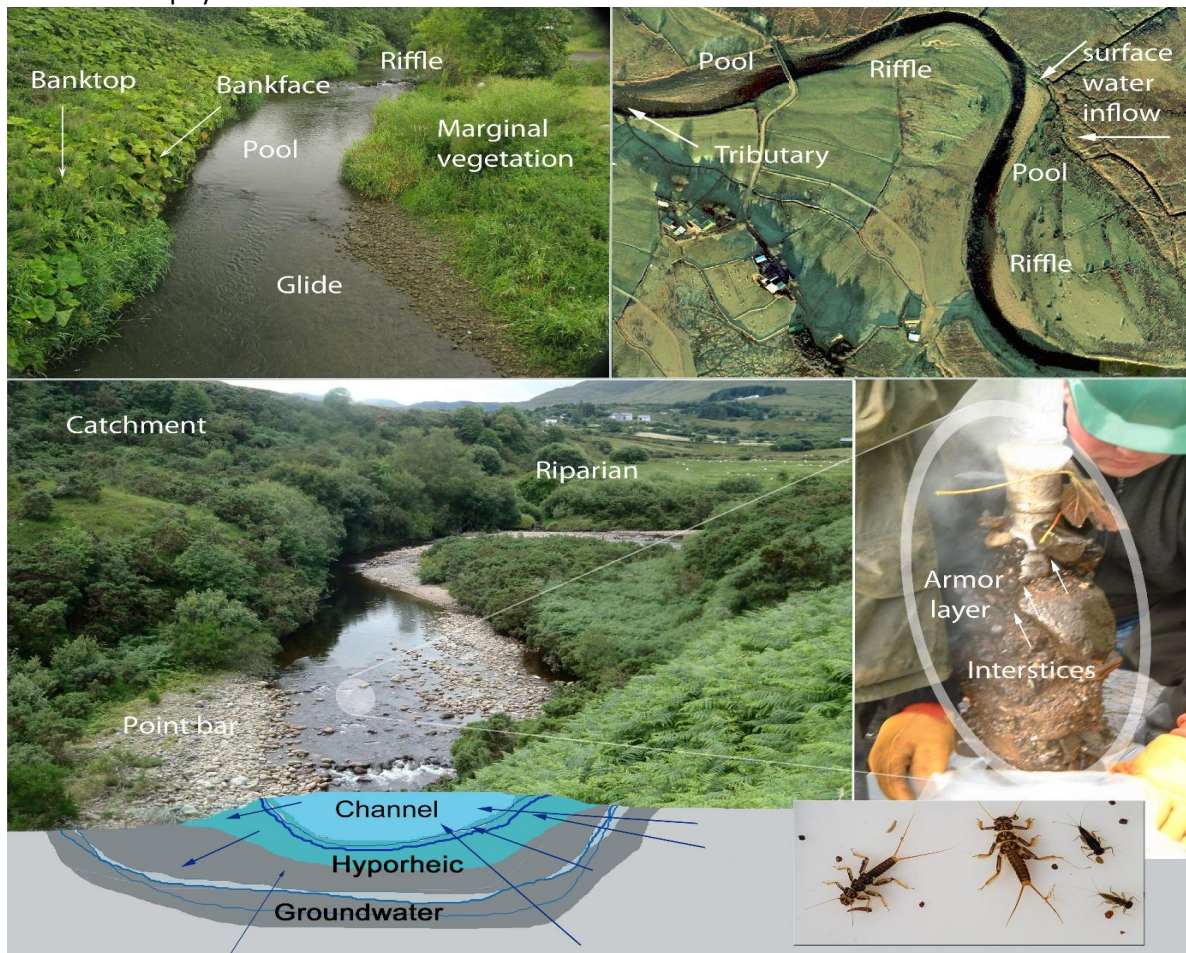 Riffle
Banktop
Bankface
Pool
Marginal
vegetation
Glide
Pool
Riffle
surface
water
inflow
Tributary
Pool
Riffle
Catchment
Riparian
Point bar
Armor
layer
Interstices
Channel
Hyporheic
Groundwater